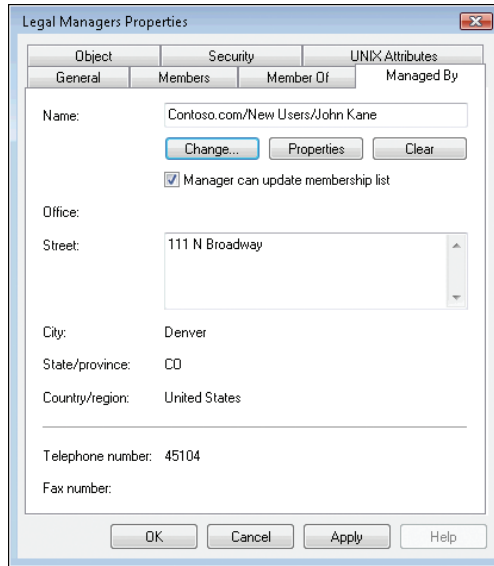 Legal Managers Properties
Object Security UNIX Attributes
General Members Member Of Managed By
Name: Contoso.com/New Users/John Kane
Change... Properties Clear
Manager can update membership list
Office:
Street: 111 N Broadway
City: Denver
State/province: CO
Country/region: United States
Telephone number: 45104
Fax number:
OK Cancel Apply Help